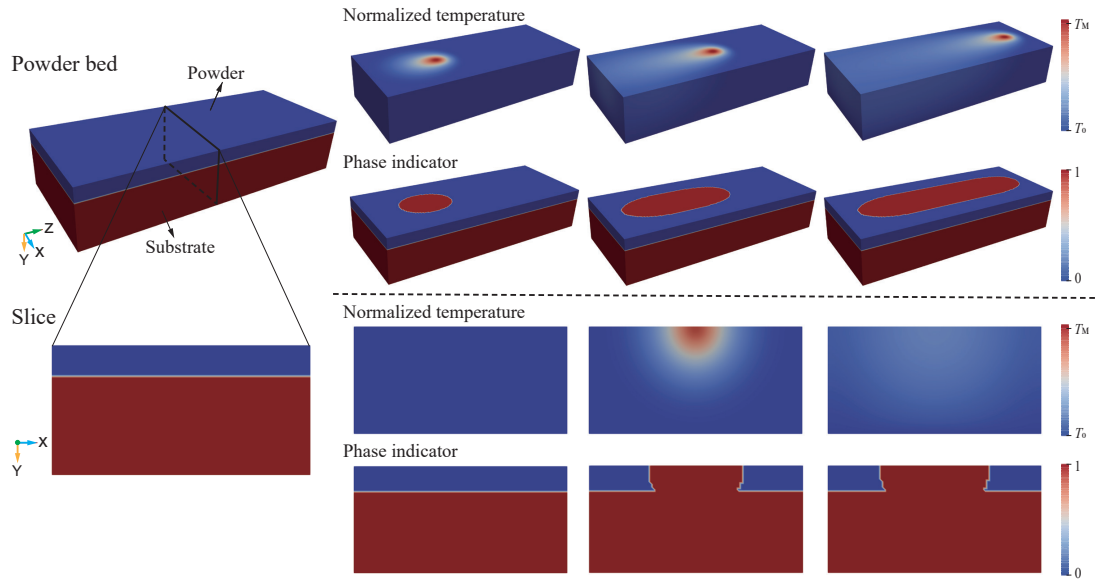 Powder bed
Powder
Substrate
Z
X
Y
Slice
X
Y
Normalized temperature
T_M
T_0
Phase indicator
1
0
Normalized temperature
T_M
T_0
Phase indicator
1
0